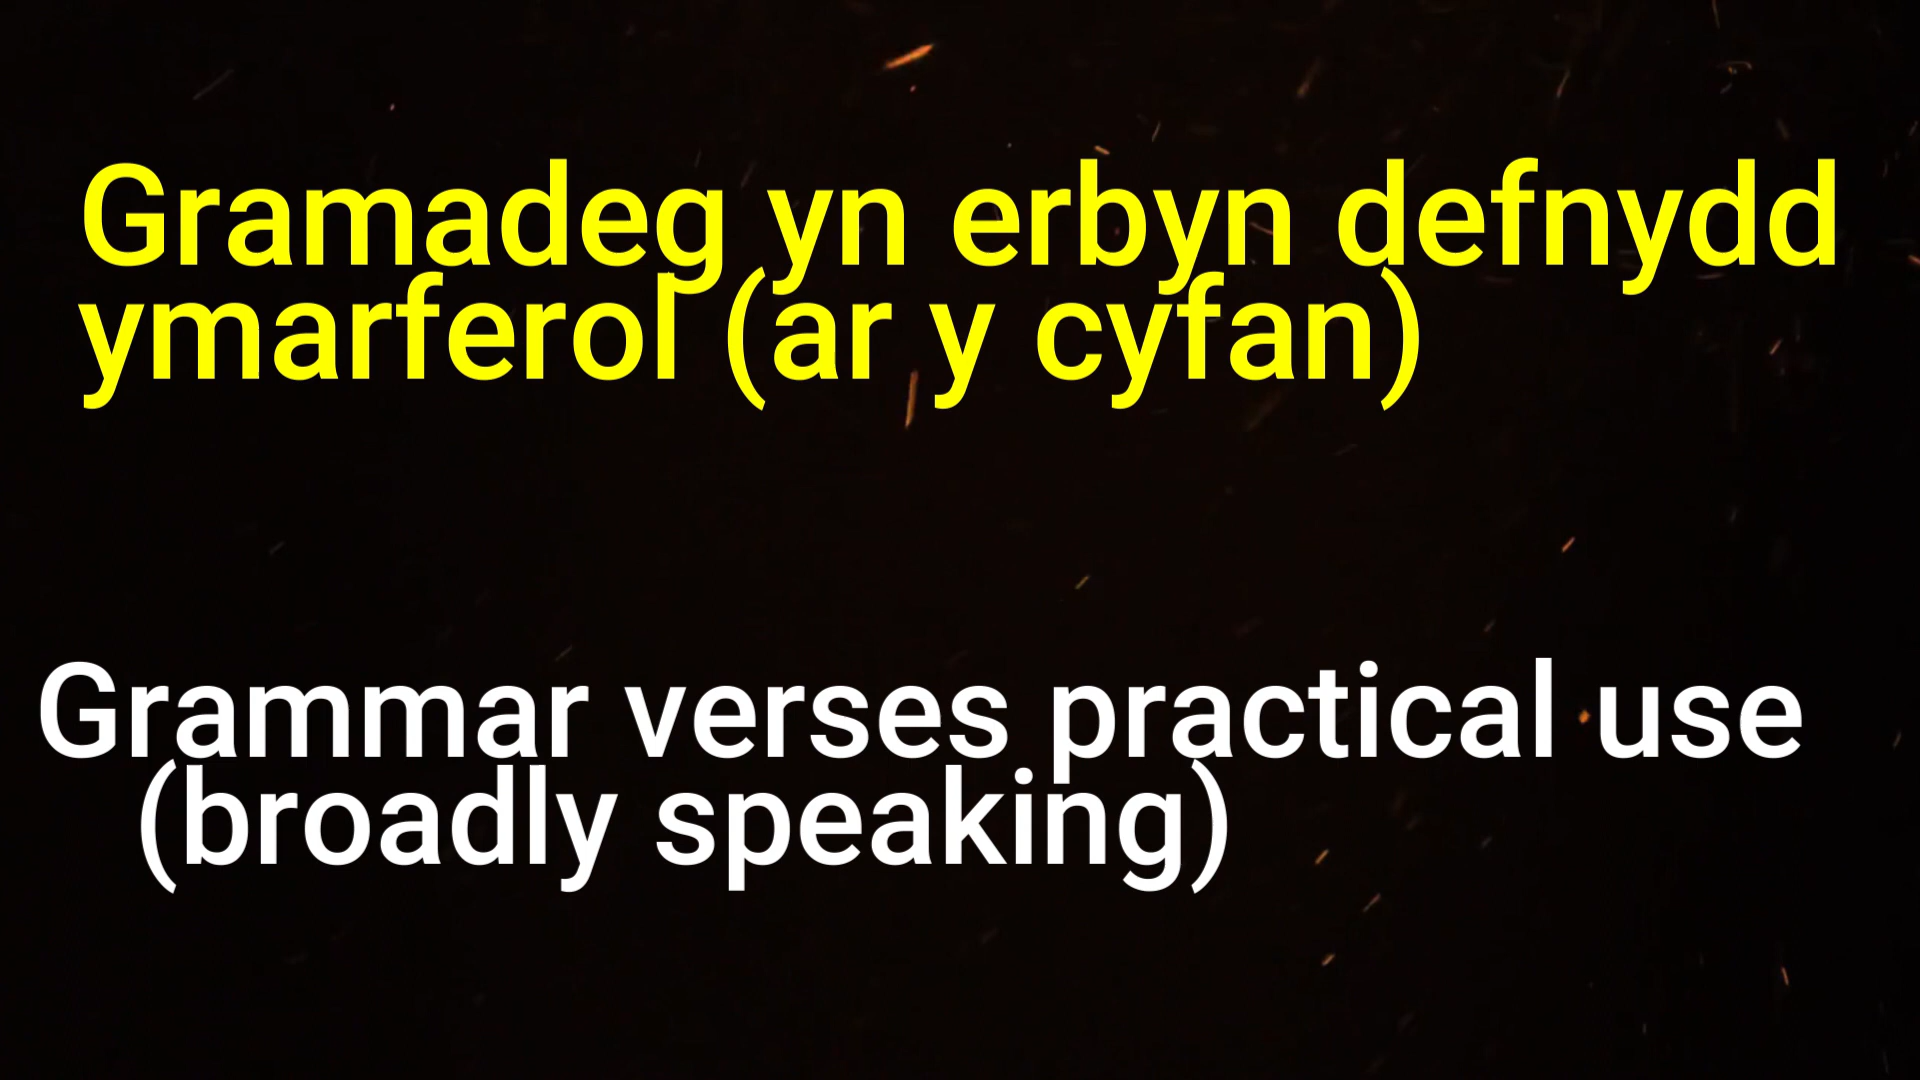 Gramadeg yn erbyn defnydd
ymarferol (ar y cyfan)
Grammar verses practical use
(broadly speaking)